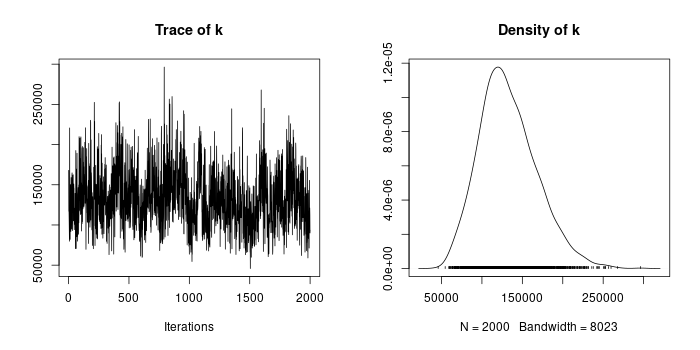 Trace of k
250000
150000
50000
0
500
1000
1500
2000
Iterations
Density of k
1.2e-05
8.0e-06
4.0e-06
0.0e+00
50000
150000
250000
N = 2000 Bandwidth = 8023